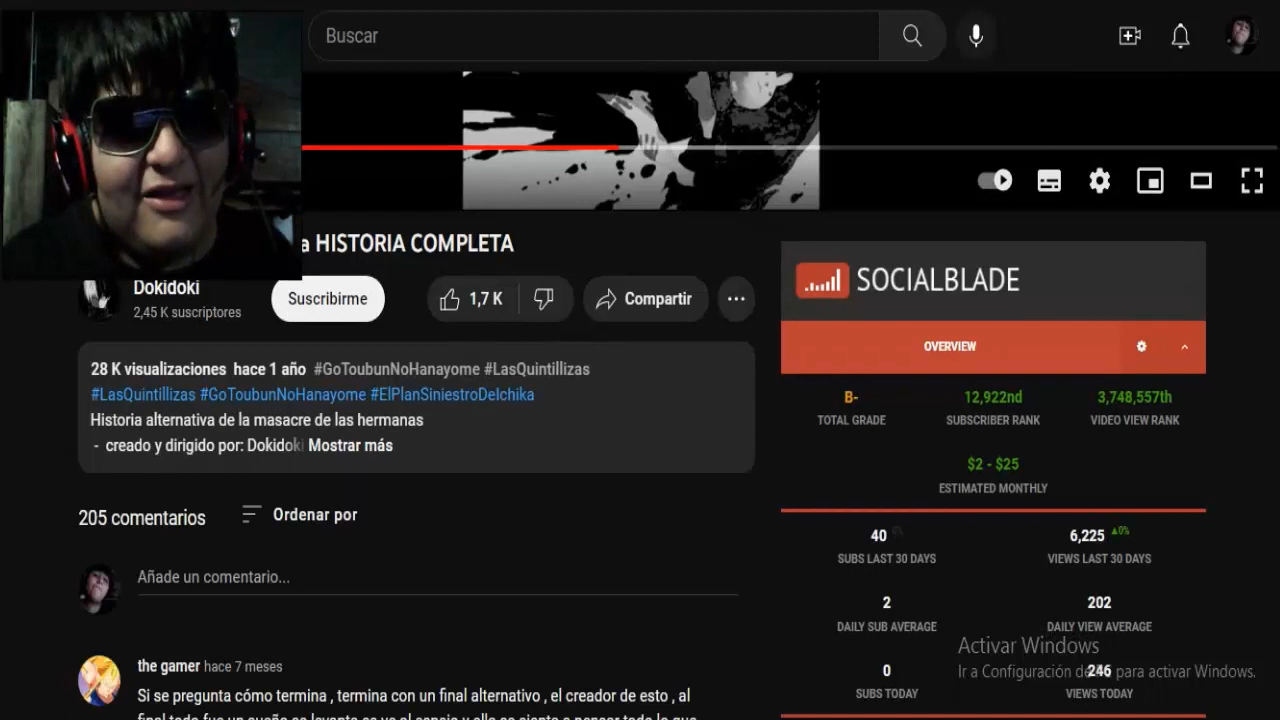 Buscar
a HISTORIA COMPLETA
Dokidoki
2,45 K suscriptores
Suscribirme
1,7 K
Compartir
28 K visualizaciones hace 1 año #GoToubunNoHanayome #LasQuintillizas
#LasQuintillizas #GoToubunNoHanayome #ElPlanSiniestroDeIchika
Historia alternativa de la masacre de las hermanas
- creado y dirigido por: Dokidoki Mostrar más
205 comentarios
Ordenar por
Añade un comentario...
the gamer hace 7 meses
Si se pregunta cómo termina , termina con un final alternativo , el creador de esto , al
SOCIALBLADE
OVERVIEW
B- 12,922nd 3,748,557th
TOTAL GRADE SUBSCRIBER RANK VIDEO VIEW RANK
$2 - $25
ESTIMATED MONTHLY
40 0% 6,225 ▲0%
SUBS LAST 30 DAYS VIEWS LAST 30 DAYS
2 202
DAILY SUB AVERAGE DAILY VIEW AVERAGE
0 246
SUBS TODAY VIEWS TODAY
Activar Windows
Ir a Configuración de para activar Windows.